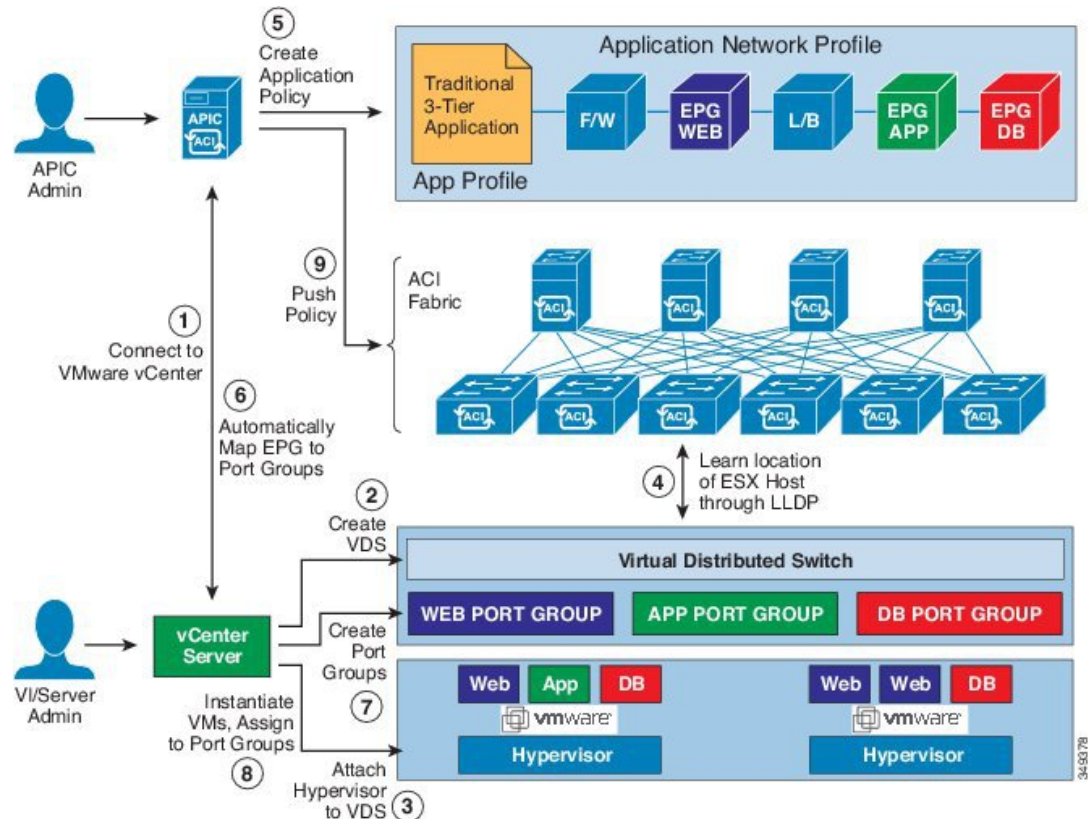 5
Create
Application
Policy
Application Network Profile
Traditional
3-Tier
Application
App Profile
F/W
EPG
WEB
L/B
EPG
APP
EPG
DB
APIC
ACI
APIC
Admin
9
Push
Policy
ACI
Fabric
ACI
ACI
ACI
ACI
ACI
ACI
ACI
ACI
ACI
ACI
1
Connect to
VMware vCenter
6
Automatically
Map EPG to
Port Groups
4
Learn location
of ESX Host
through LLDP
2
Create
VDS
Virtual Distributed Switch
WEB PORT GROUP
APP PORT GROUP
DB PORT GROUP
VI/Server
Admin
vCenter
Server
Create
Port
Groups
7
Instantiate
VMs, Assign
to Port Groups
8
Attach
Hypervisor
to VDS
3
Web
App
DB
vmware
Hypervisor
Web
Web
DB
vmware
Hypervisor
349378